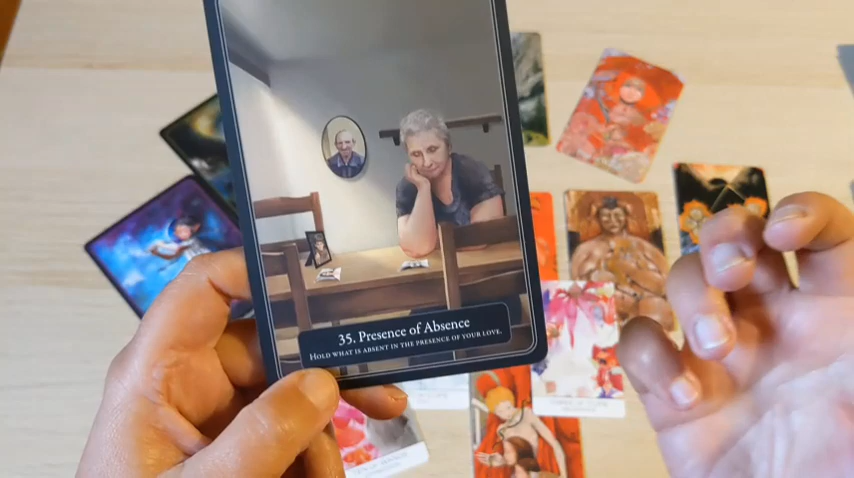 35. Presence of Absence
Hold what is absent in the presence of your love.